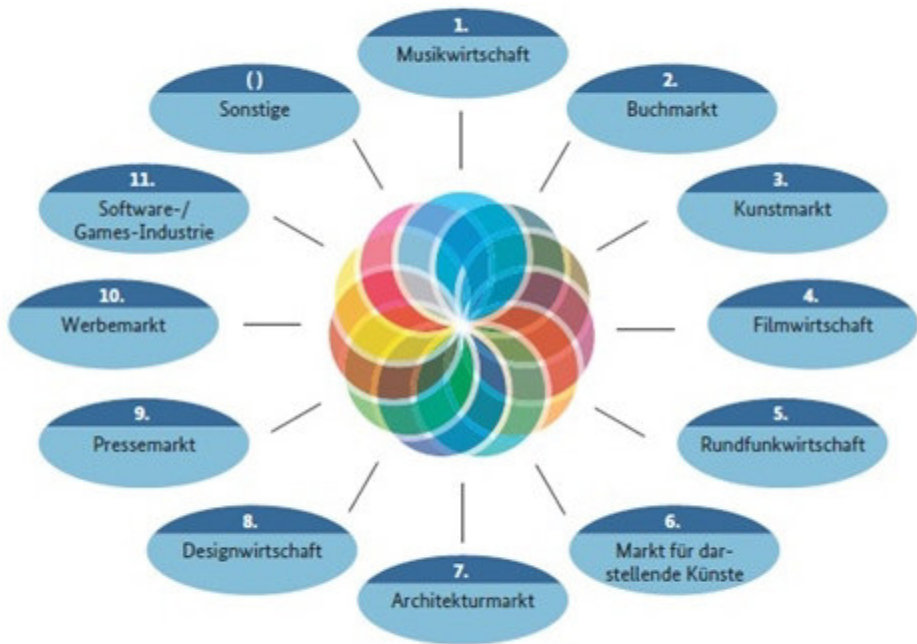 1.
Musikwirtschaft
2.
Buchmarkt
3.
Kunstmarkt
4.
Filmwirtschaft
5.
Rundfunkwirtschaft
6.
Markt für dar-
stellende Künste
7.
Architekturmarkt
8.
Designwirtschaft
9.
Pressemarkt
10.
Werbemarkt
11.
Software-/
Games-Industrie
()
Sonstige